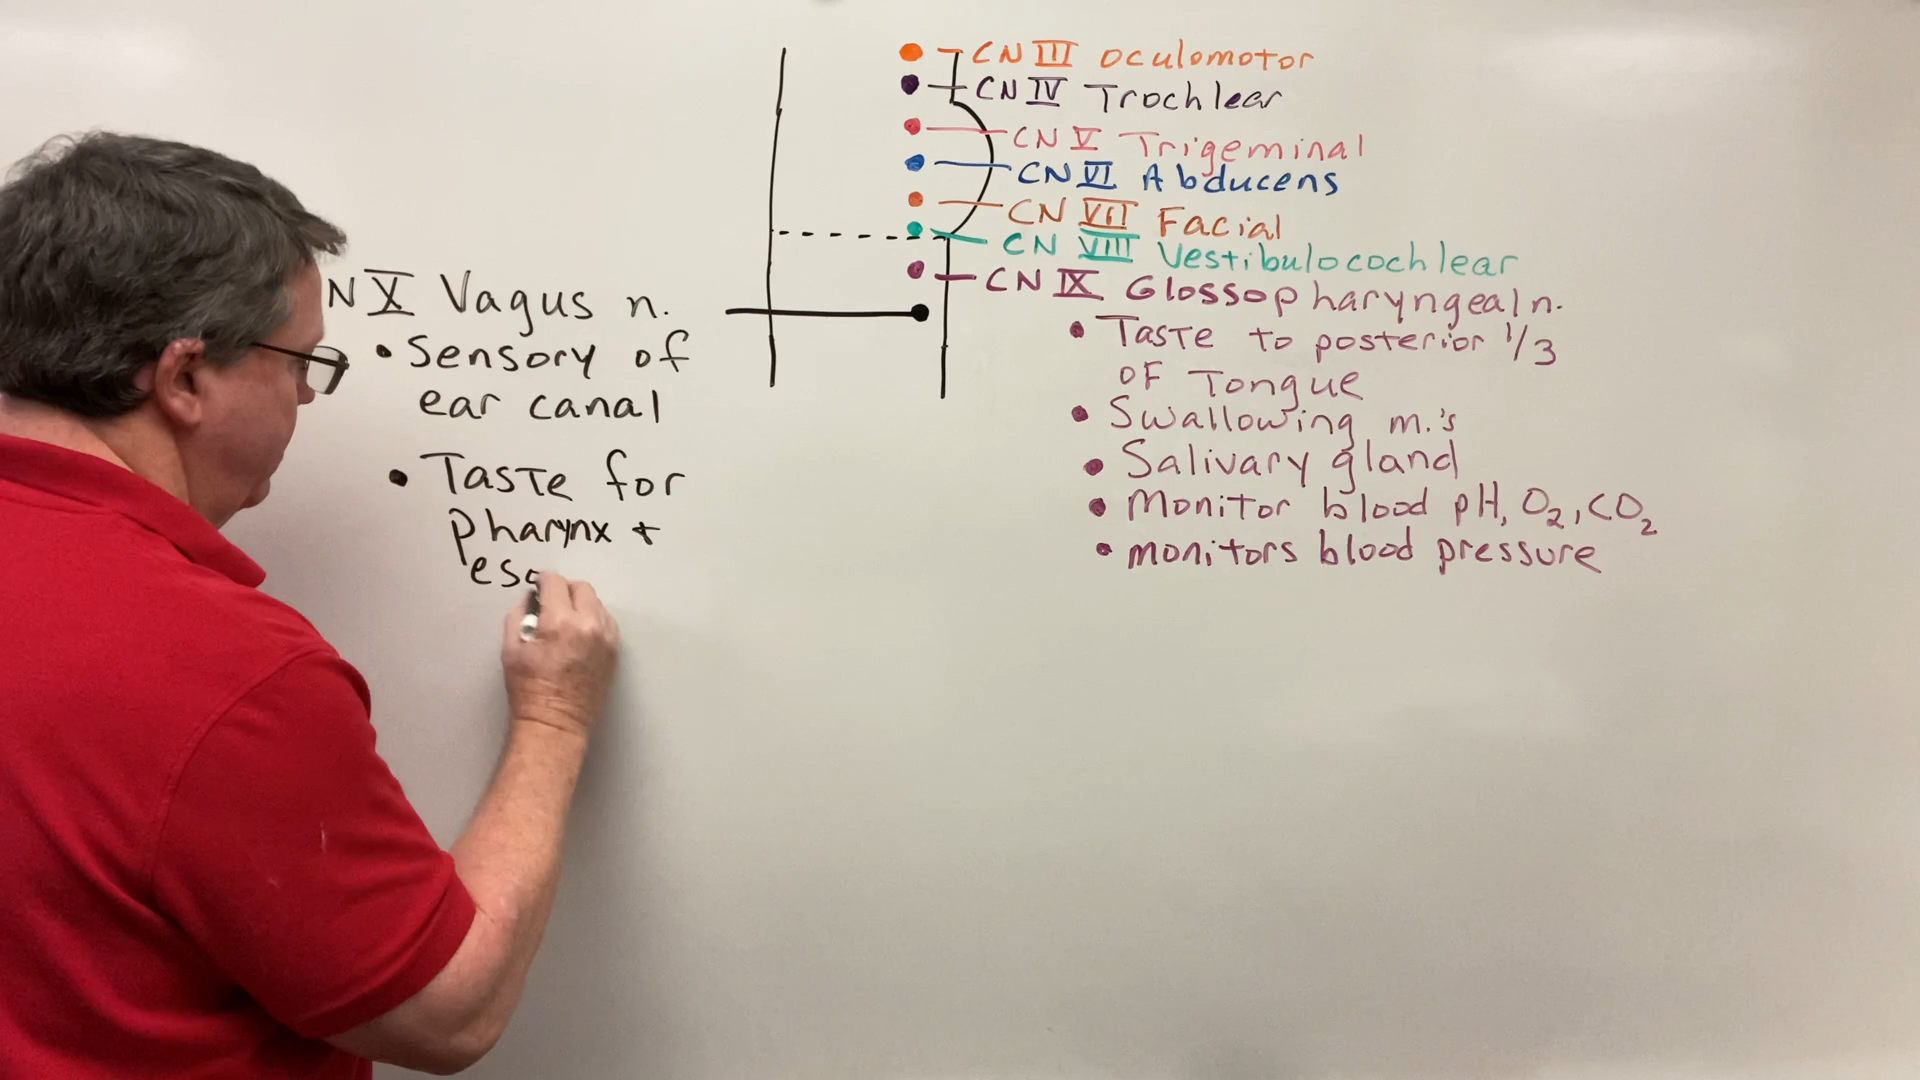 CN III Oculomotor
CN IV Trochlear
CN V Trigeminal
CN VI Abducens
CN VII Facial
CN VIII Vestibulocochlear
CN IX Glossopharyngeal n.
• Taste to posterior 1/3
of Tongue
• Swallowing m.'s
• Salivary gland
• Monitor blood pH, O2, CO2
• monitors blood pressure
N X Vagus n.
• Sensory of
ear canal
• Taste for
pharynx +